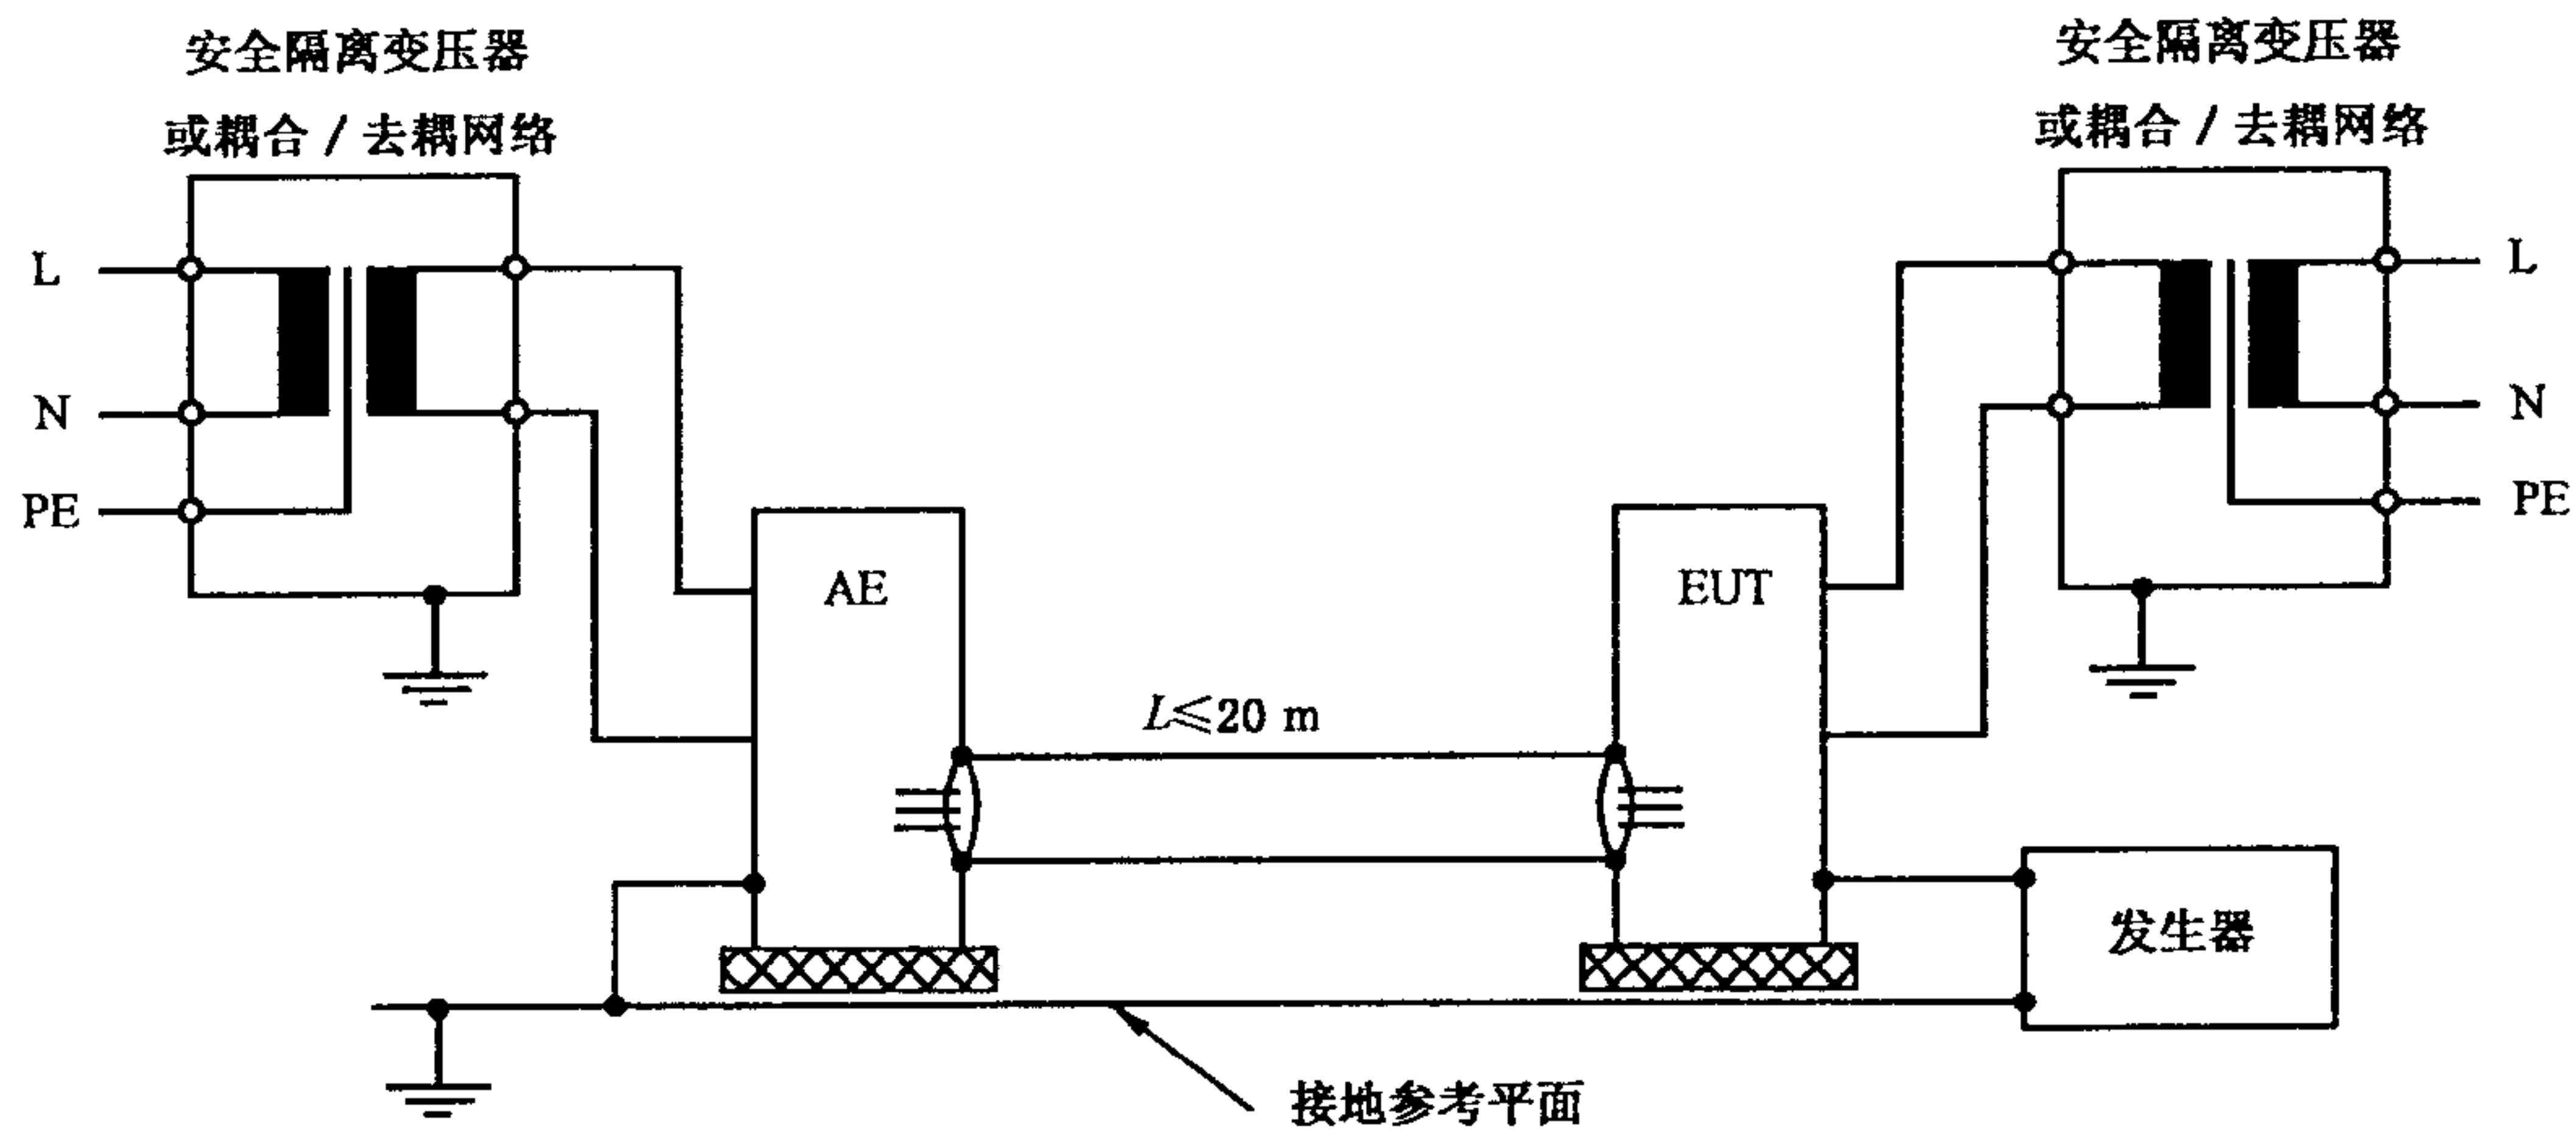 安全隔离变压器
或耦合/去耦网络
安全隔离变压器
或耦合/去耦网络
L
N
PE
L
N
PE
AE
EUT
L≤20 m
发生器
接地参考平面